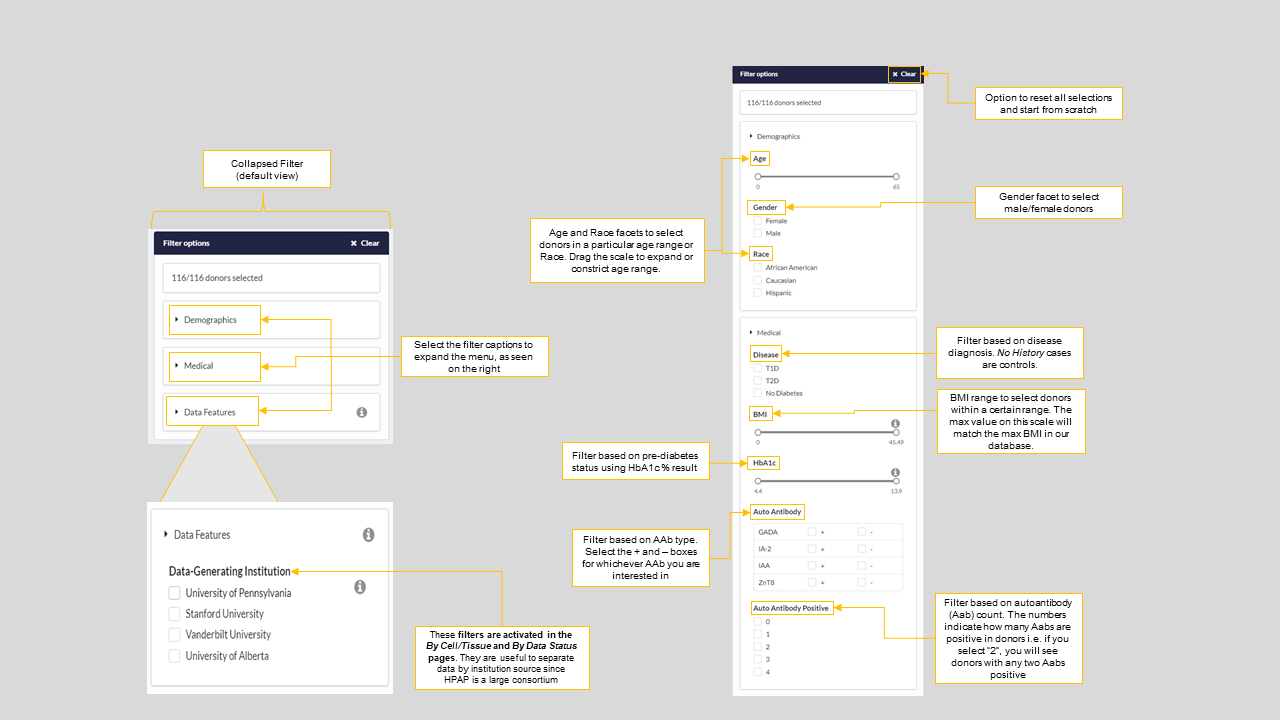 Collapsed Filter
(default view)
Filter options
✖ Clear
116/116 donors selected
Demographics
Medical
Data Features
Select the filter captions to
expand the menu, as seen
on the right
Data Features
Data-Generating Institution
University of Pennsylvania
Stanford University
Vanderbilt University
University of Alberta
These filters are activated in the
By Cell/Tissue and By Data Status
pages. They are useful to separate
data by institution source since
HPAP is a large consortium
Filter options
✖ Clear
116/116 donors selected
Demographics
Age
0 65
Gender
Female
Male
Race
African American
Caucasian
Hispanic
Medical
Disease
T1D
T2D
No Diabetes
BMI
0 45.49
HbA1c
4.4 13.9
Auto Antibody
GADA + -
IA-2 + -
IAA + -
ZnT8 + -
Auto Antibody Positive
0
1
2
3
4
Age and Race facets to select
donors in a particular age range or
Race. Drag the scale to expand or
constrict age range.
Filter based on pre-diabetes
status using HbA1c % result
Filter based on AAb type.
Select the + and – boxes
for whichever AAb you are
interested in
Option to reset all selections
and start from scratch
Gender facet to select
male/female donors
Filter based on disease
diagnosis. No History cases
are controls.
BMI range to select donors
within a certain range. The
max value on this scale will
match the max BMI in our
database.
Filter based on autoantibody
(Aab) count. The numbers
indicate how many Aabs are
positive in donors i.e. if you
select “2”, you will see
donors with any two Aabs
positive